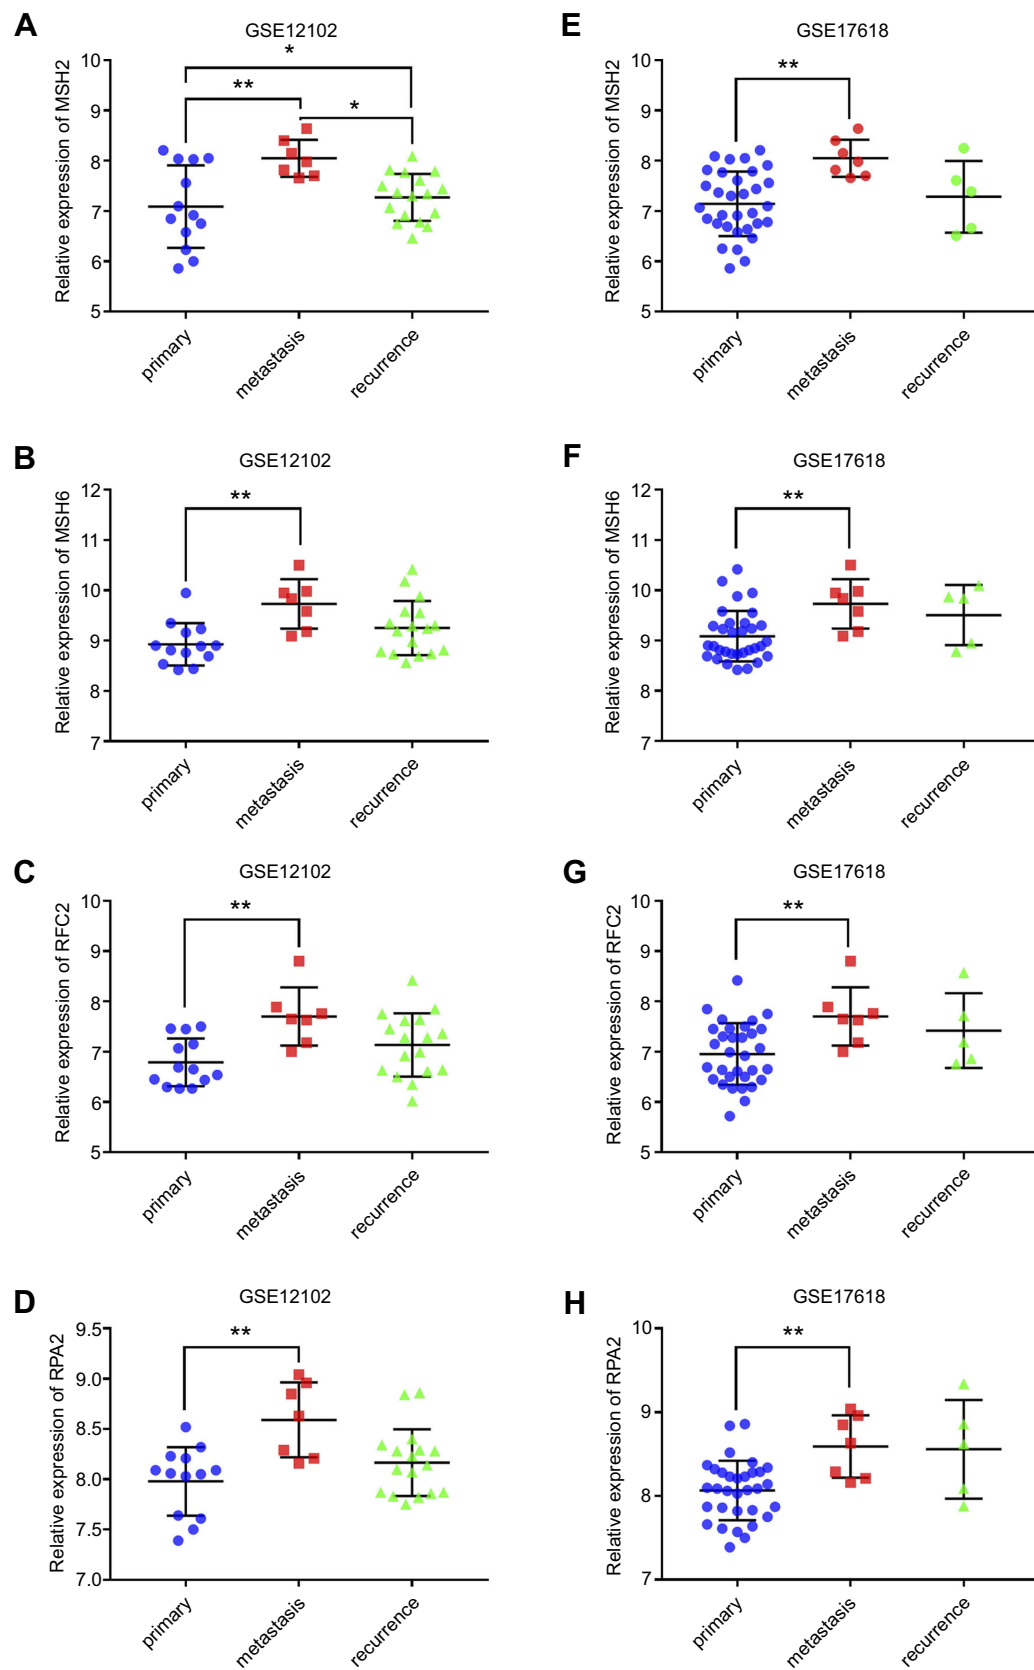 A
GSE12102
Relative expression of MSH2
10
9
8
7
6
5
*
**
*
primary
metastasis
recurrence
E
GSE17618
Relative expression of MSH2
10
9
8
7
6
5
**
primary
metastasis
recurrence
B
GSE12102
Relative expression of MSH6
12
11
10
9
8
7
**
primary
metastasis
recurrence
F
GSE17618
Relative expression of MSH6
12
11
10
9
8
7
**
primary
metastasis
recurrence
C
GSE12102
Relative expression of RFC2
10
9
8
7
6
5
**
primary
metastasis
recurrence
G
GSE17618
Relative expression of RFC2
10
9
8
7
6
5
**
primary
metastasis
recurrence
D
GSE12102
Relative expression of RPA2
9.5
9.0
8.5
8.0
7.5
7.0
**
primary
metastasis
recurrence
H
GSE17618
Relative expression of RPA2
10
9
8
7
**
primary
metastasis
recurrence